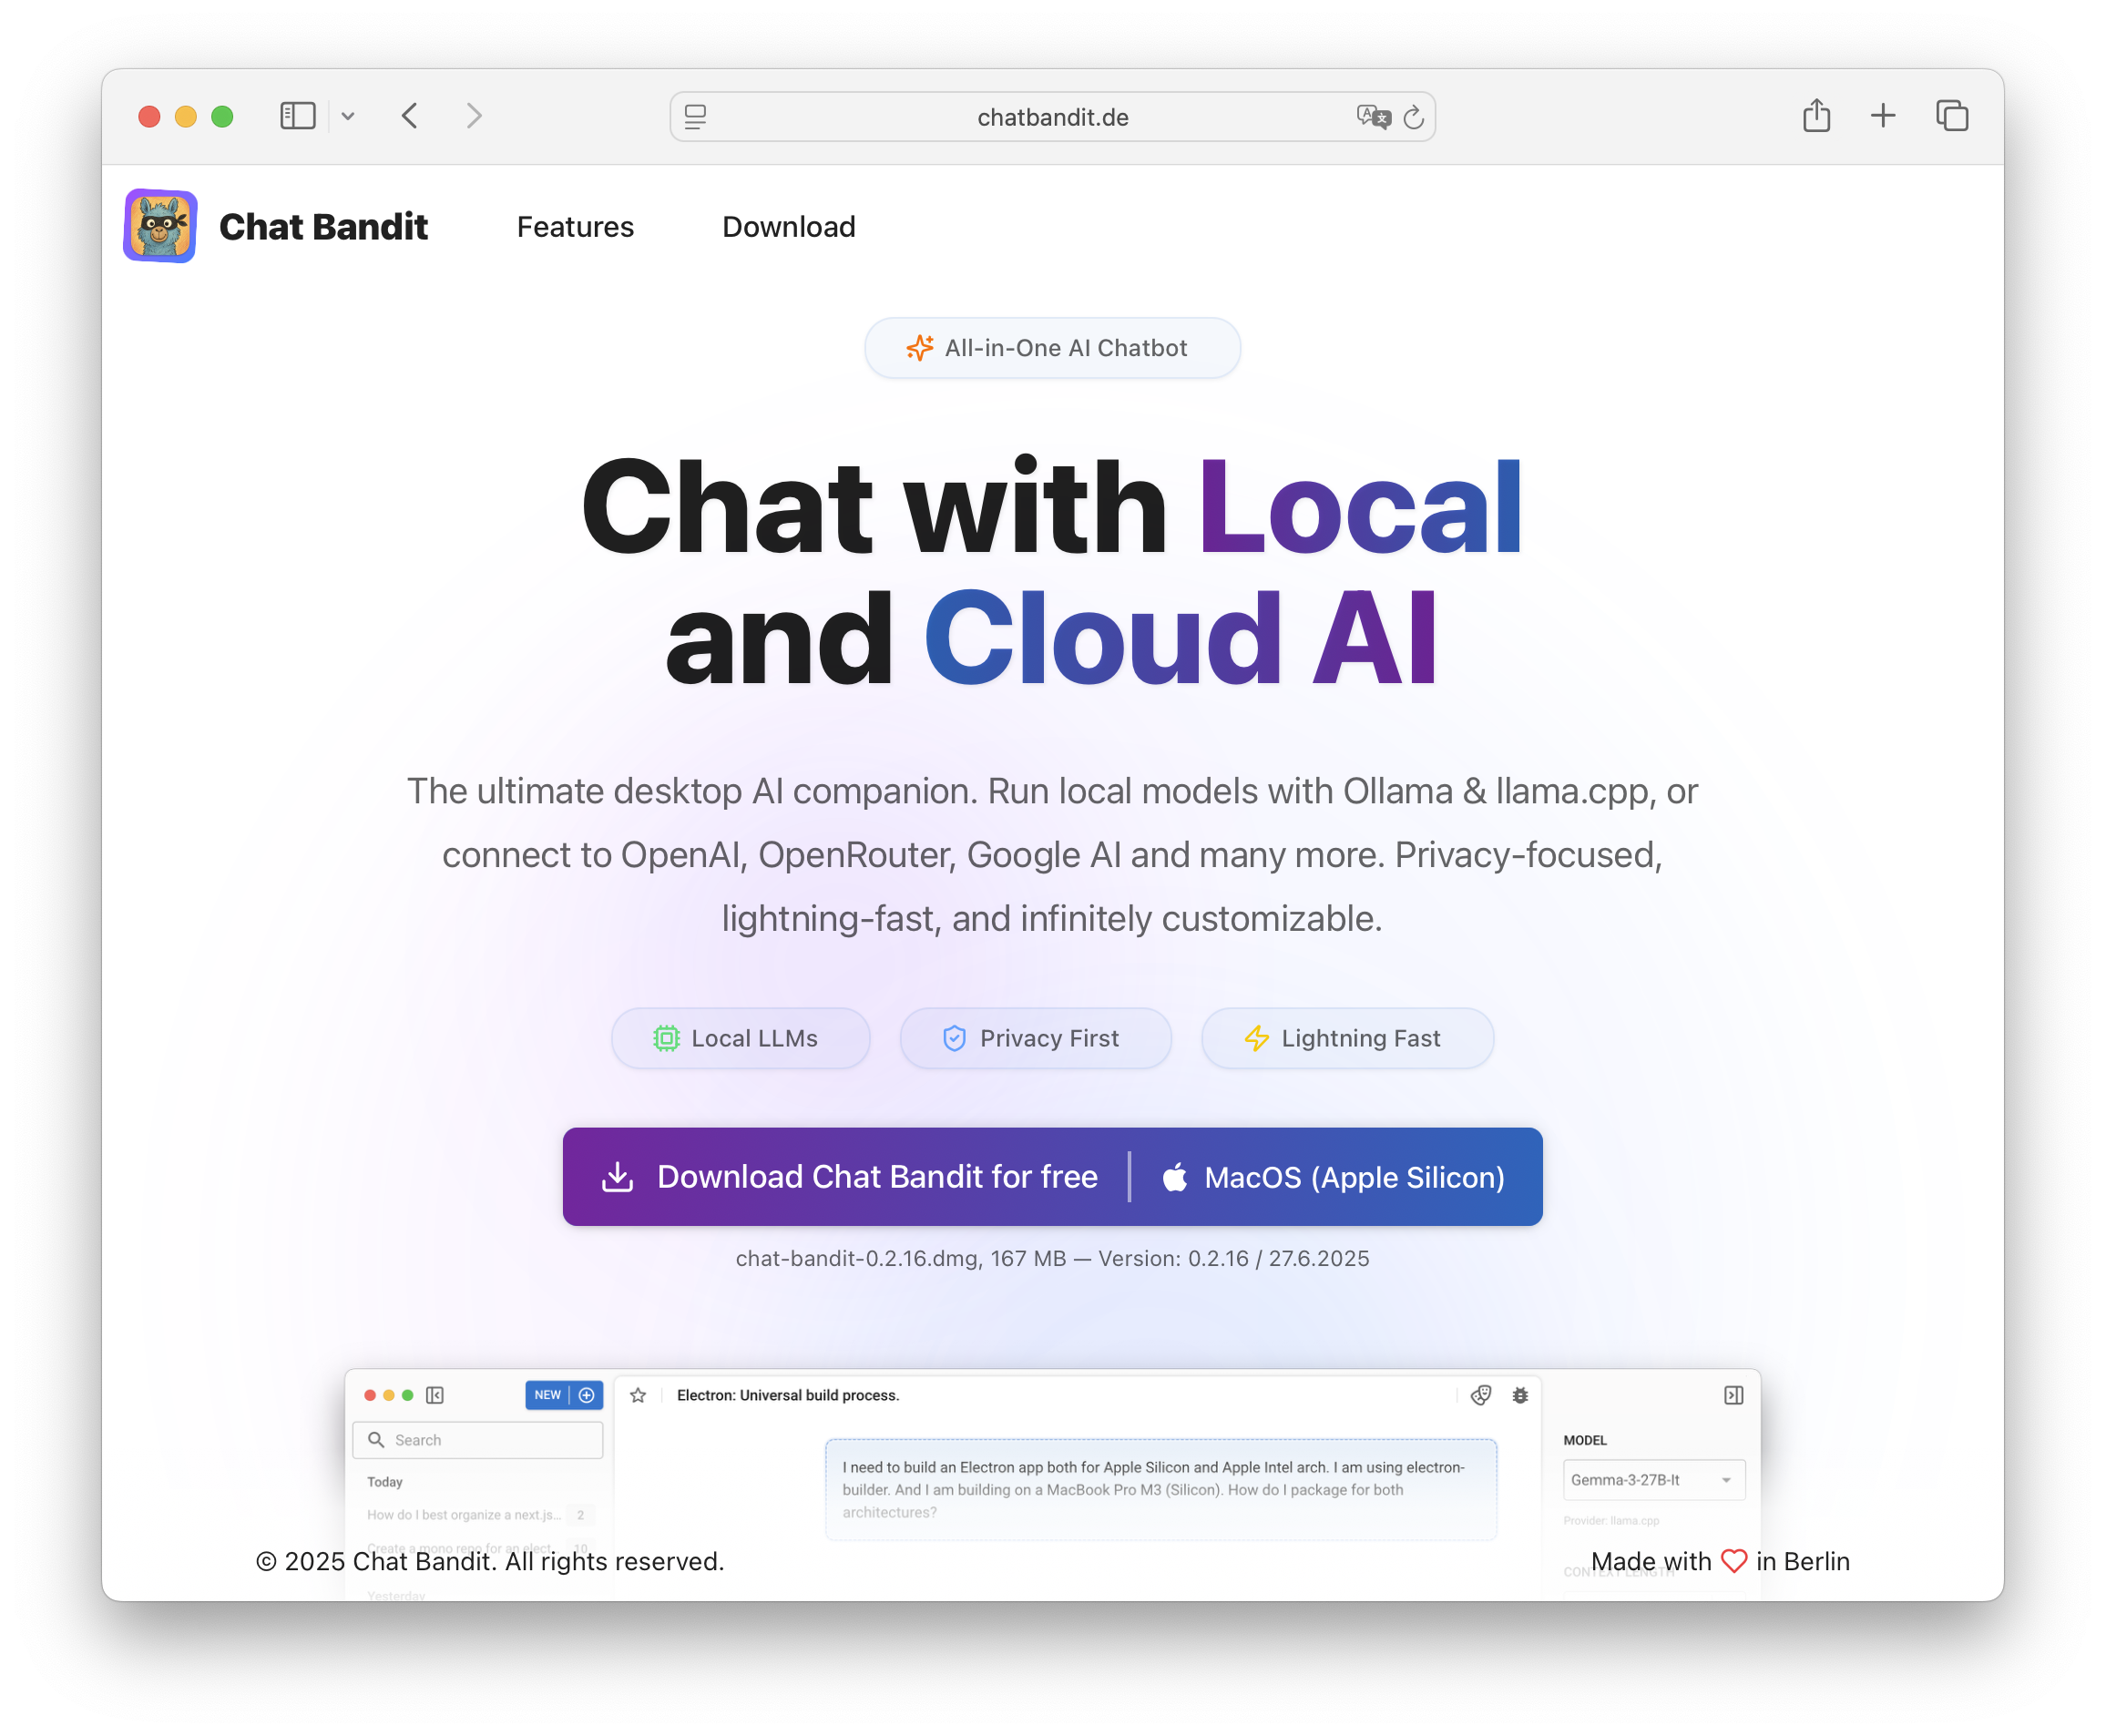 chatbandit.de
Chat Bandit
Features
Download
All-in-One AI Chatbot
Chat with Local
and Cloud AI
The ultimate desktop AI companion. Run local models with Ollama & llama.cpp, or
connect to OpenAI, OpenRouter, Google AI and many more. Privacy-focused,
lightning-fast, and infinitely customizable.
Local LLMs
Privacy First
Lightning Fast
Download Chat Bandit for free
MacOS (Apple Silicon)
chat-bandit-0.2.16.dmg, 167 MB — Version: 0.2.16 / 27.6.2025
NEW
Electron: Universal build process.
Search
MODEL
Today
I need to build an Electron app both for Apple Silicon and Apple Intel arch. I am using electron-
builder. And I am building on a MacBook Pro M3 (Silicon). How do I package for both
architectures?
Gemma-3-27B-It
How do I best organize a next.js... 2
Provider: llama.cpp
Create a mono repo for an elect... 10
CONTEXT LENGTH
Yesterday
© 2025 Chat Bandit. All rights reserved.
Made with in Berlin